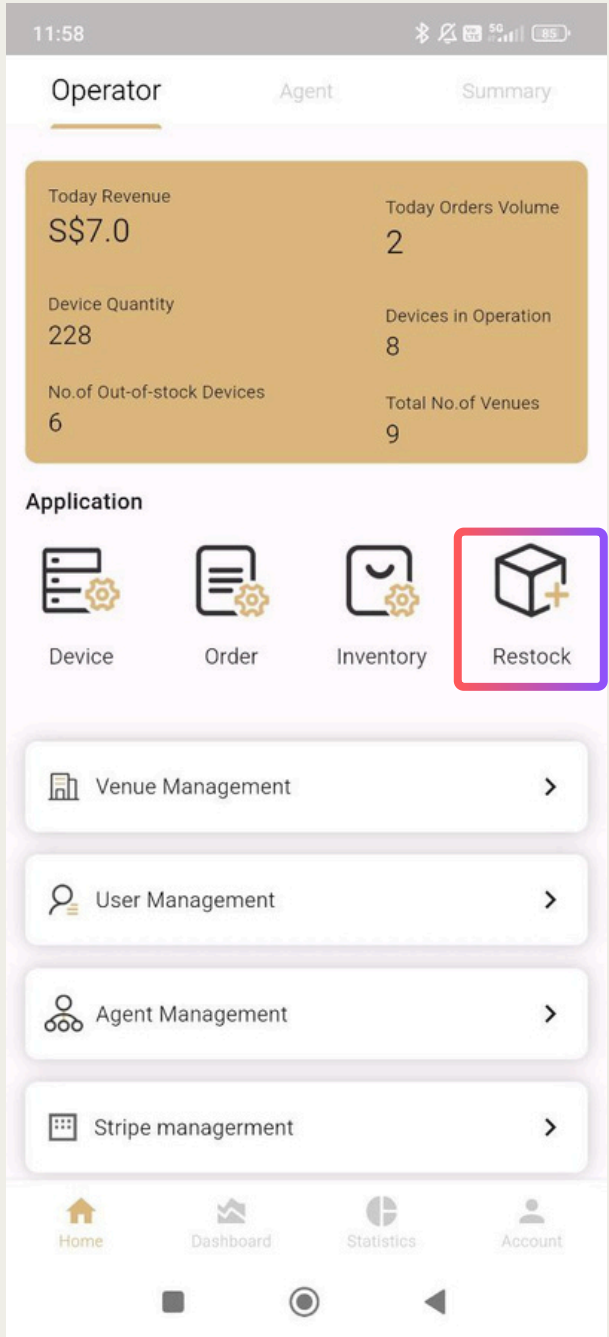 11:58
5G
85
Operator
Agent
Summary
Today Revenue
S$7.0
Today Orders Volume
2
Device Quantity
228
Devices in Operation
8
No.of Out-of-stock Devices
6
Total No.of Venues
9
Application
Device
Order
Inventory
Restock
Venue Management
User Management
Agent Management
Stripe managerment
Home
Dashboard
Statistics
Account